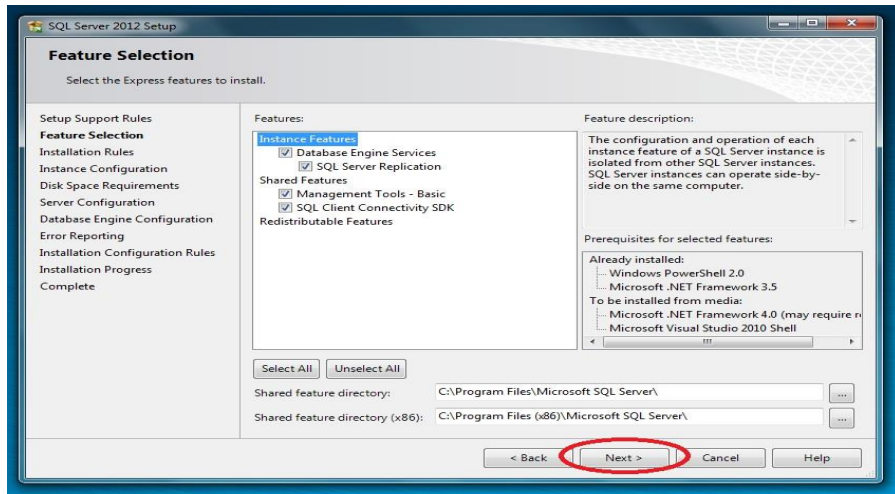 SQL Server 2012 Setup
Feature Selection
Select the Express features to install.
Setup Support Rules
Feature Selection
Installation Rules
Instance Configuration
Disk Space Requirements
Server Configuration
Database Engine Configuration
Error Reporting
Installation Configuration Rules
Installation Progress
Complete
Features:
Instance Features
Database Engine Services
SQL Server Replication
Shared Features
Management Tools - Basic
SQL Client Connectivity SDK
Redistributable Features
Feature description:
The configuration and operation of each
instance feature of a SQL Server instance is
isolated from other SQL Server instances.
SQL Server instances can operate side-by-
side on the same computer.
Prerequisites for selected features:
Already installed:
Windows PowerShell 2.0
Microsoft .NET Framework 3.5
To be installed from media:
Microsoft .NET Framework 4.0 (may require
Microsoft Visual Studio 2010 Shell
Select All
Unselect All
Shared feature directory:
C:\Program Files\Microsoft SQL Server\
...
Shared feature directory (x86):
C:\Program Files (x86)\Microsoft SQL Server\
...
< Back
Next >
Cancel
Help